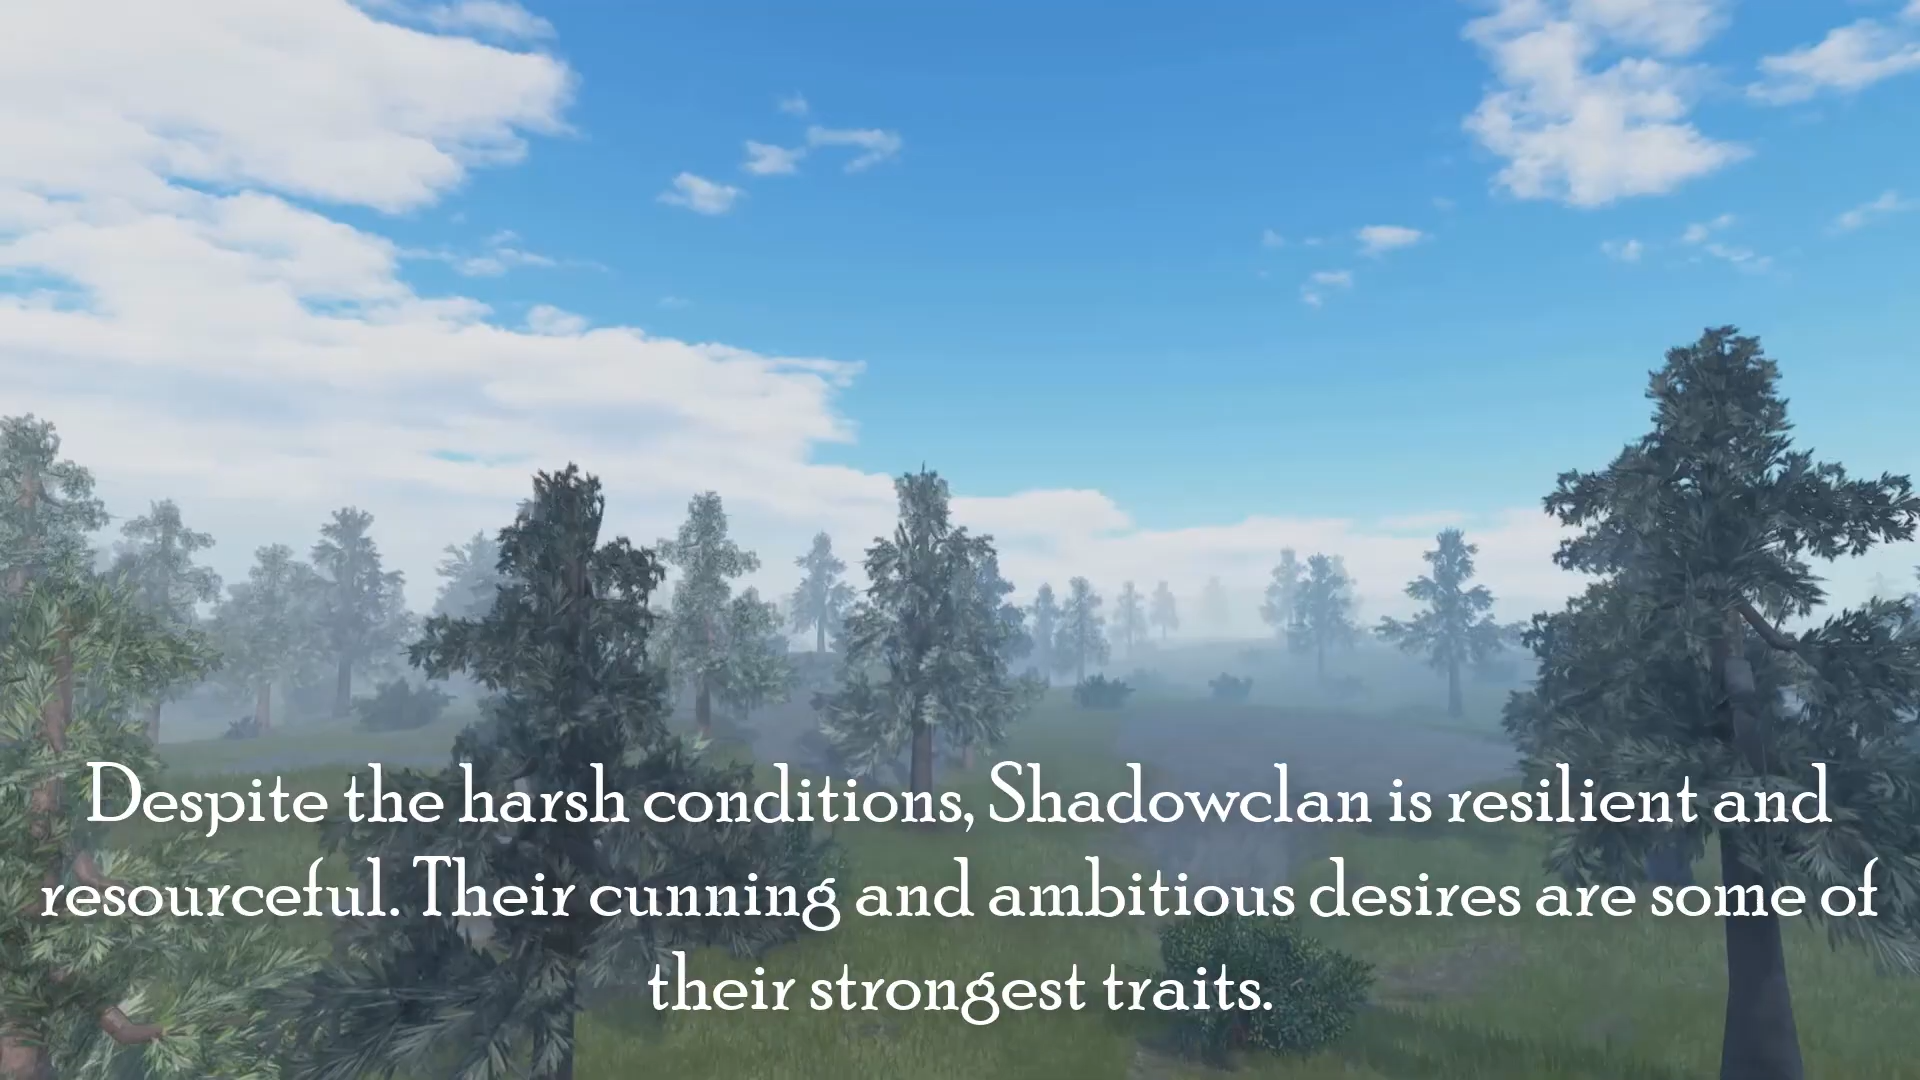 Despite the harsh conditions, Shadowclan is resilient and
resourceful. Their cunning and ambitious desires are some of
their strongest traits.